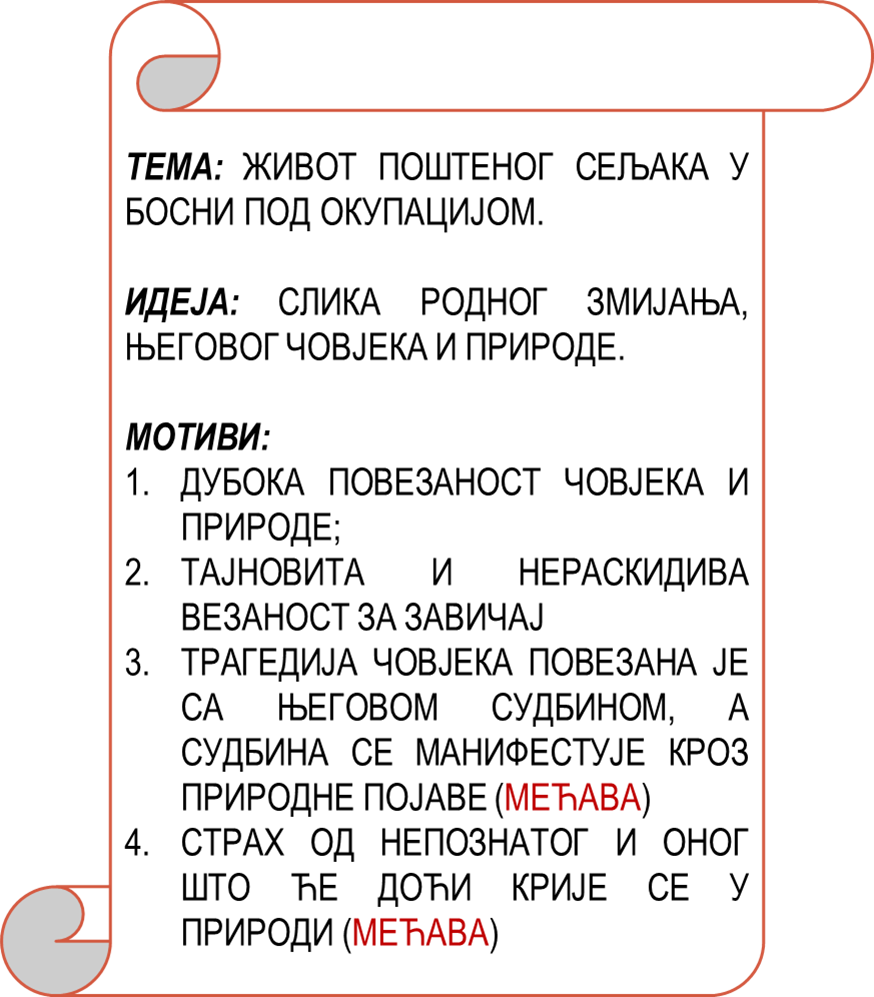 ТЕМА: ЖИВОТ ПОШТЕНОГ СЕЉАКА У
БОСНИ ПОД ОКУПАЦИЈОМ.
ИДЕЈА: СЛИКА РОДНОГ ЗМИЈАЊА,
ЊЕГОВОГ ЧОВЈЕКА И ПРИРОДЕ.
МОТИВИ:
1. ДУБОКА ПОВЕЗАНОСТ ЧОВЈЕКА И
ПРИРОДЕ;
2. ТАЈНОВИТА И НЕРАСКИДИВА
ВЕЗАНОСТ ЗА ЗАВИЧАЈ
3. ТРАГЕДИЈА ЧОВЈЕКА ПОВЕЗАНА ЈЕ
СА ЊЕГОВОМ СУДБИНОМ, А
СУДБИНА СЕ МАНИФЕСТУЈЕ КРОЗ
ПРИРОДНЕ ПОЈАВЕ (МЕЋАВА)
4. СТРАХ ОД НЕПОЗНАТОГ И ОНОГ
ШТО ЋЕ ДОЋИ КРИЈЕ СЕ У
ПРИРОДИ (МЕЋАВА)